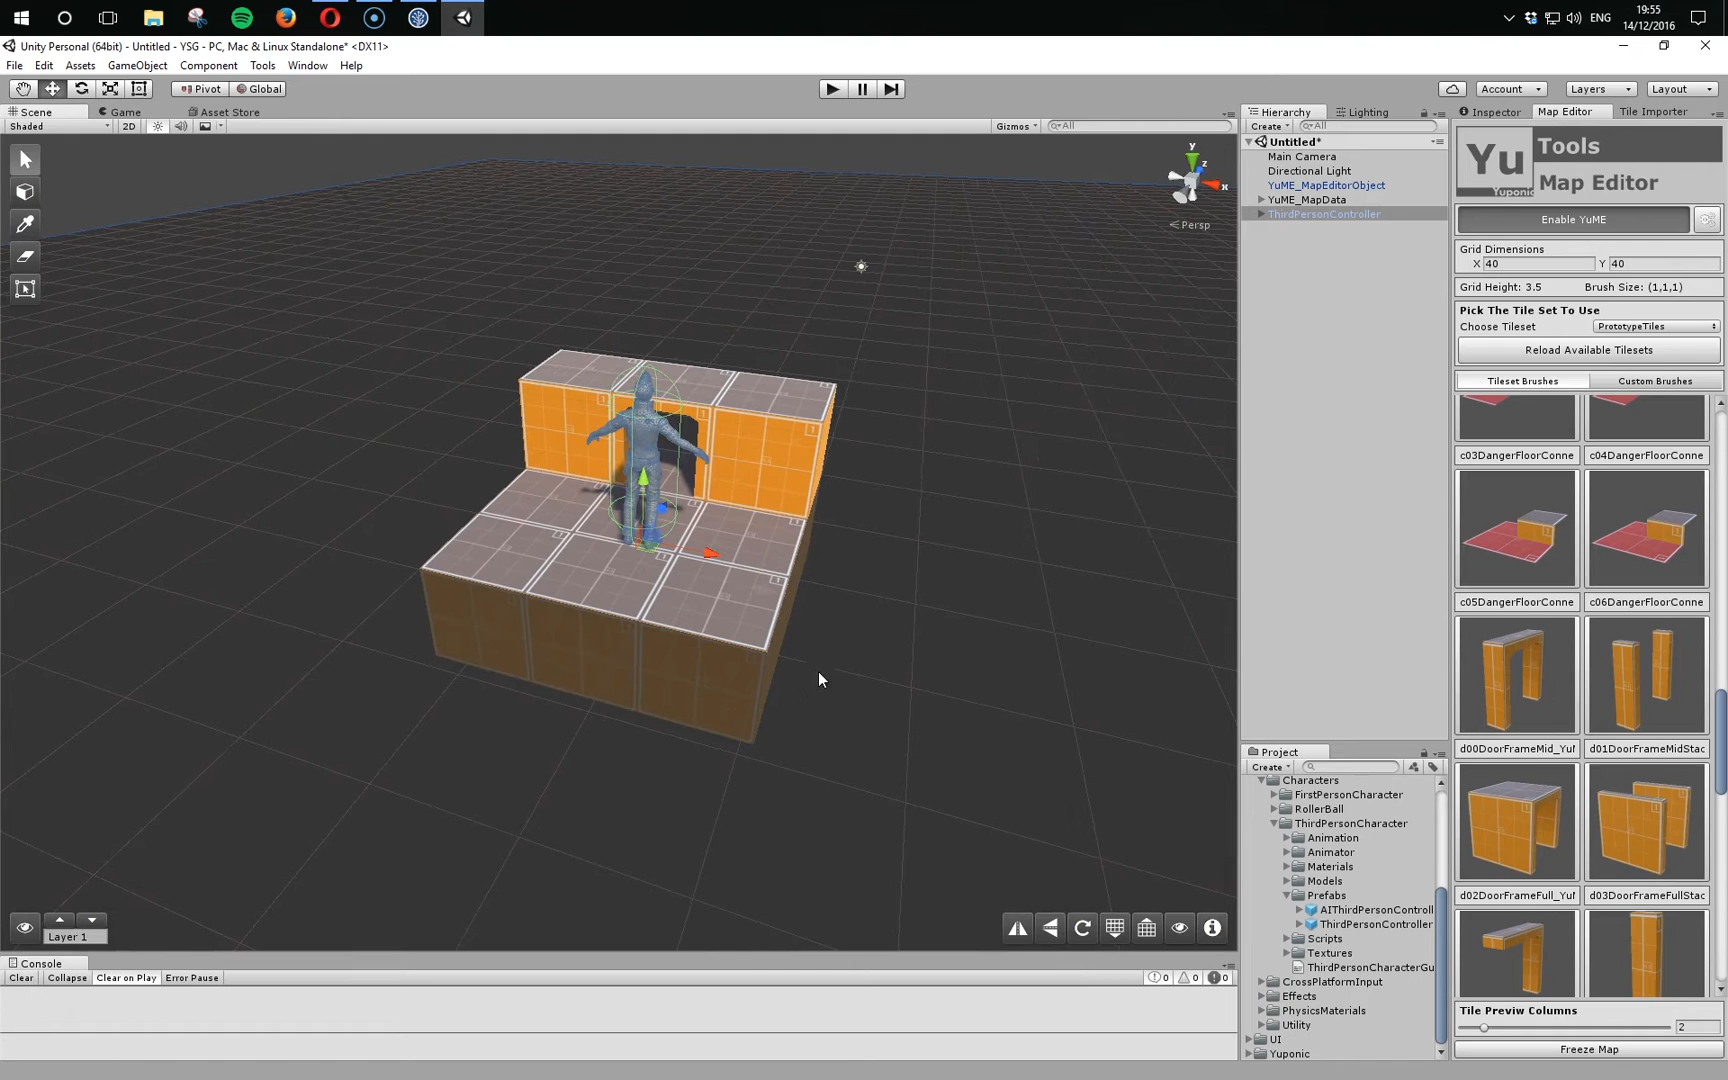 19:55
ENG
14/12/2016
Unity Personal (64bit) - Untitled - YSG - PC, Mac & Linux Standalone* <DX11>
File Edit Assets GameObject Component Tools Window Help
Pivot Global
Account Layers Layout
Scene Game Asset Store
Shaded 2D Gizmos All
y
z
x
Persp
Layer 1
Hierarchy Lighting
Create All
Untitled*
Main Camera
Directional Light
YuME_MapEditorObject
YuME_MapData
ThirdPersonController
Project
Create
Characters
FirstPersonCharacter
RollerBall
ThirdPersonCharacter
Animation
Animator
Materials
Models
Prefabs
AIThirdPersonControll
ThirdPersonController
Scripts
Textures
ThirdPersonCharacterGu
CrossPlatformInput
Effects
PhysicsMaterials
Utility
UI
Yuponic
Inspector Map Editor Tile Importer
Yu
Yuponic
Tools
Map Editor
Enable YuME
Grid Dimensions
X 40 Y 40
Grid Height: 3.5 Brush Size: (1,1,1)
Pick The Tile Set To Use
Choose Tileset PrototypeTiles
Reload Available Tilesets
Tileset Brushes Custom Brushes
c03DangerFloorConne c04DangerFloorConne
c05DangerFloorConne c06DangerFloorConne
d00DoorFrameMid_YuM d01DoorFrameMidStac
d02DoorFrameFull_YuM d03DoorFrameFullStac
Tile Previw Columns
2
Freeze Map
Console
Clear Collapse Clear on Play Error Pause
0 0 0